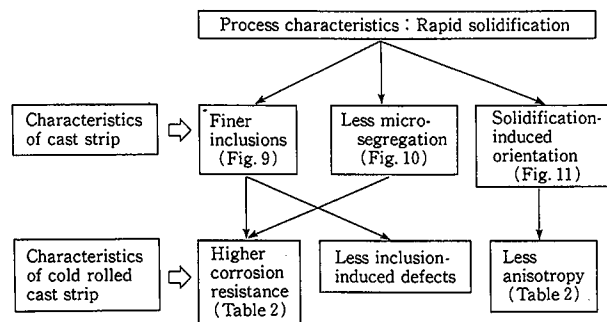 Process characteristics : Rapid solidification
Characteristics
of cast strip
Finer
inclusions
(Fig. 9)
Less micro-
segregation
(Fig. 10)
Solidification-
induced
orientation
(Fig. 11)
Characteristics
of cold rolled
cast strip
Higher
corrosion
resistance
(Table 2)
Less inclusion-
induced defects
Less
anisotropy
(Table 2)